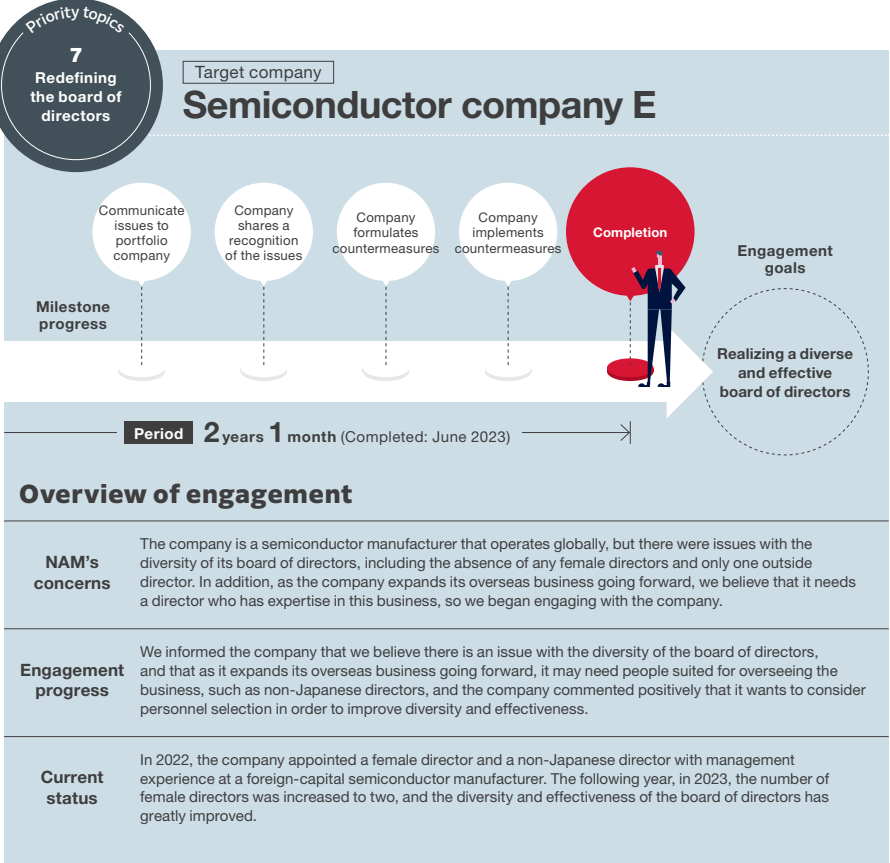 Priority topics
7
Redefining
the board of
directors
Target company
Semiconductor company E
Communicate
issues to
portfolio
company
Company
shares a
recognition
of the issues
Company
formulates
countermeasures
Company
implements
countermeasures
Completion
Engagement
goals
Milestone
progress
Realizing a diverse
and effective
board of directors
Period 2 years 1 month (Completed: June 2023)
Overview of engagement
NAM's
concerns
The company is a semiconductor manufacturer that operates globally, but there were issues with the
diversity of its board of directors, including the absence of any female directors and only one outside
director. In addition, as the company expands its overseas business going forward, we believe that it needs
a director who has expertise in this business, so we began engaging with the company.
Engagement
progress
We informed the company that we believe there is an issue with the diversity of the board of directors,
and that as it expands its overseas business going forward, it may need people suited for overseeing the
business, such as non-Japanese directors, and the company commented positively that it wants to consider
personnel selection in order to improve diversity and effectiveness.
Current
status
In 2022, the company appointed a female director and a non-Japanese director with management
experience at a foreign-capital semiconductor manufacturer. The following year, in 2023, the number of
female directors was increased to two, and the diversity and effectiveness of the board of directors has
greatly improved.